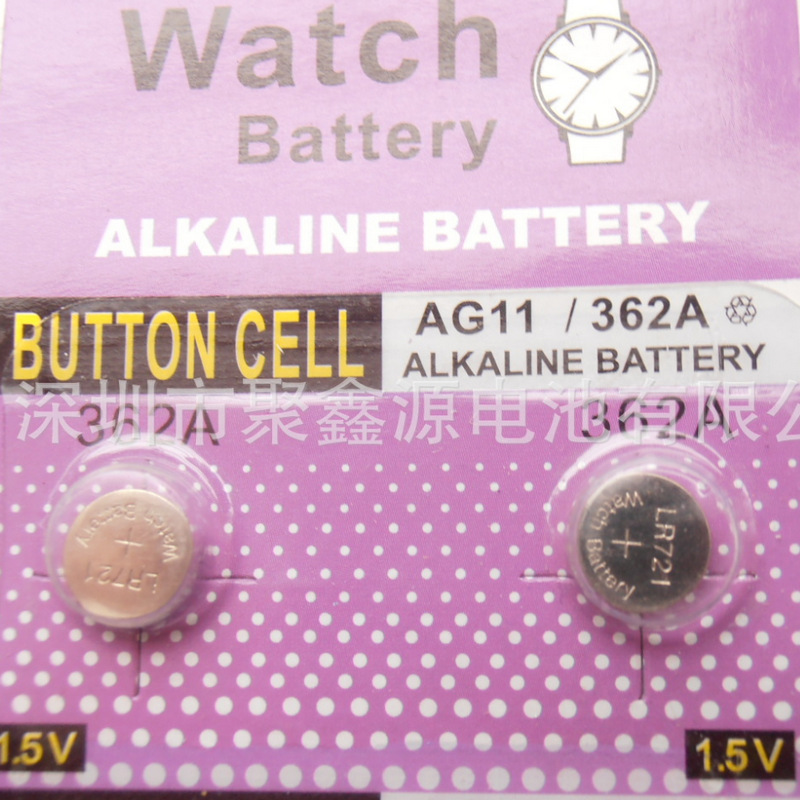 Watch
Battery
ALKALINE BATTERY
BUTTON CELL
AG11 / 362A
ALKALINE BATTERY
深圳市聚鑫源电池有限公
362A
362A
Watch Battery
+
LR721
Watch Battery
+
LR721
1.5V
1.5V